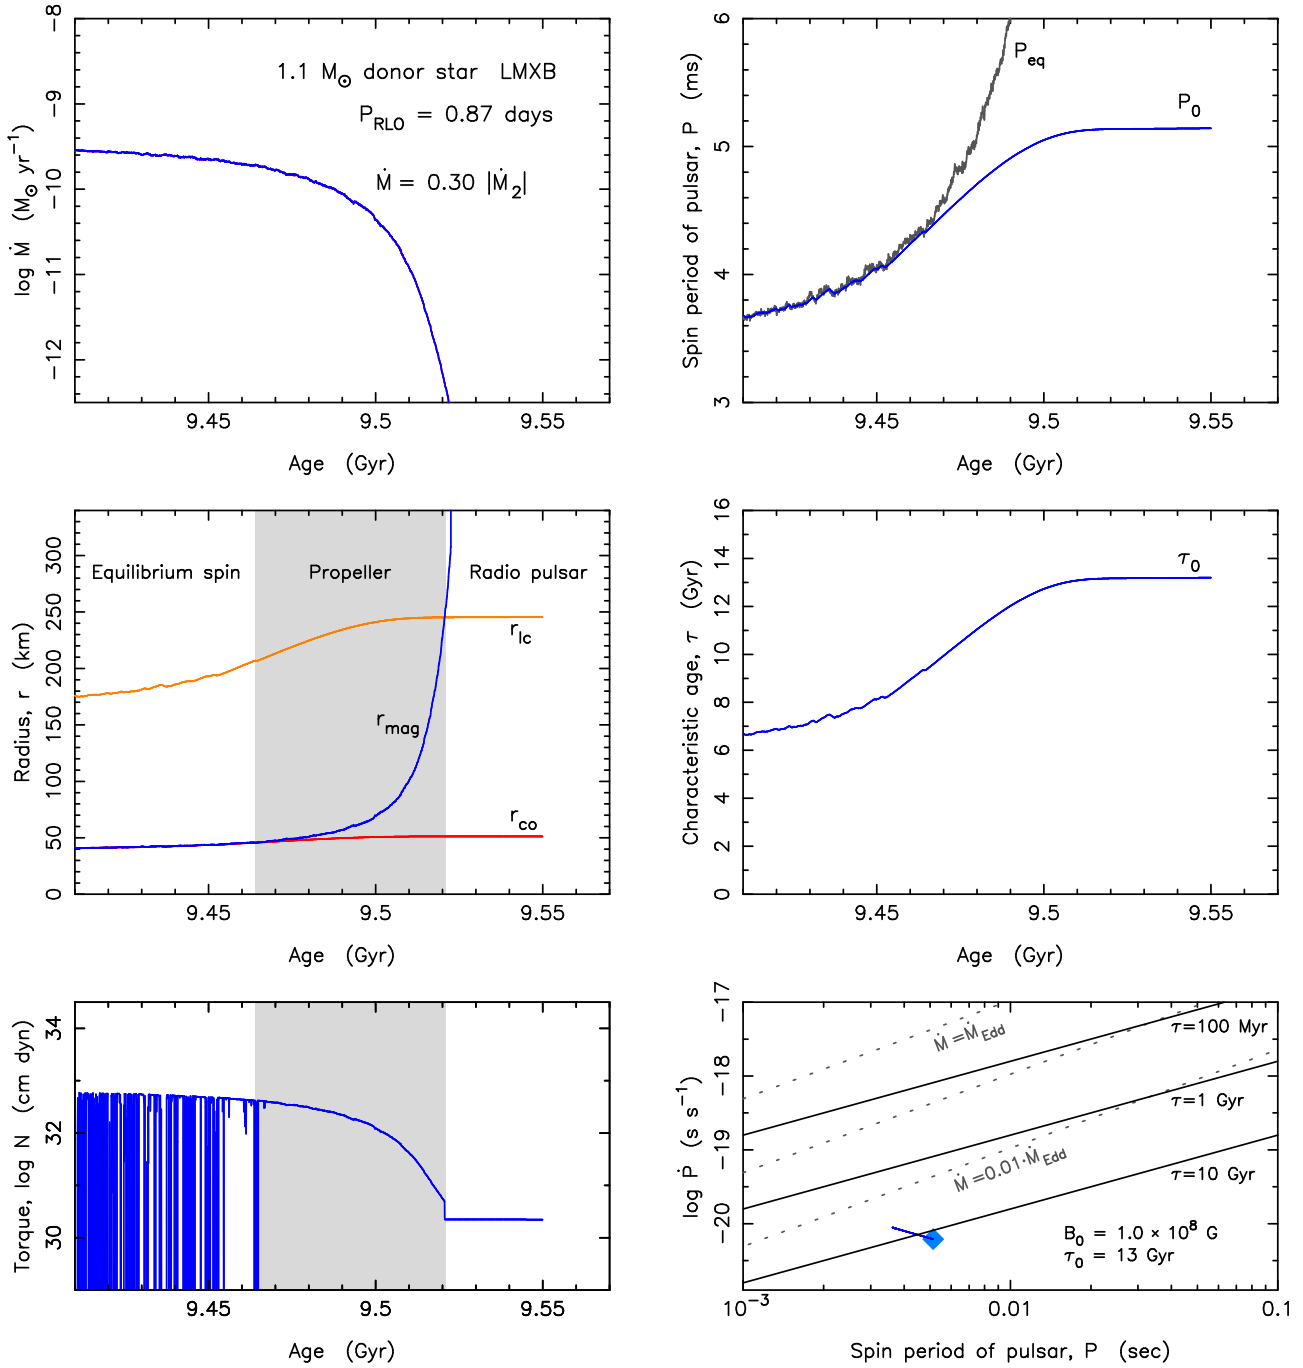 1.1 M☉ donor star LMXB
P_RLO = 0.87 days
Ṁ = 0.30 |Ṁ_2|
log Ṁ (M☉ yr⁻¹)
-8
-9
-10
-11
-12
9.45
9.5
9.55
Age (Gyr)
P_eq
P_0
Spin period of pulsar, P (ms)
6
5
4
3
9.45
9.5
9.55
Age (Gyr)
Equilibrium spin
Propeller
Radio pulsar
r_lc
r_mag
r_co
Radius, r (km)
300
250
200
150
100
50
0
9.45
9.5
9.55
Age (Gyr)
τ_0
Characteristic age, τ (Gyr)
16
14
12
10
8
6
4
2
0
9.45
9.5
9.55
Age (Gyr)
Torque, log N (cm dyn)
34
32
30
9.45
9.5
9.55
Age (Gyr)
log Ṗ (s s⁻¹)
-17
-18
-19
-20
Ṁ=Ṁ_Edd
τ=100 Myr
τ=1 Gyr
Ṁ=0.01·Ṁ_Edd
τ=10 Gyr
B_0 = 1.0 × 10⁸ G
τ_0 = 13 Gyr
10⁻³
0.01
0.1
Spin period of pulsar, P (sec)